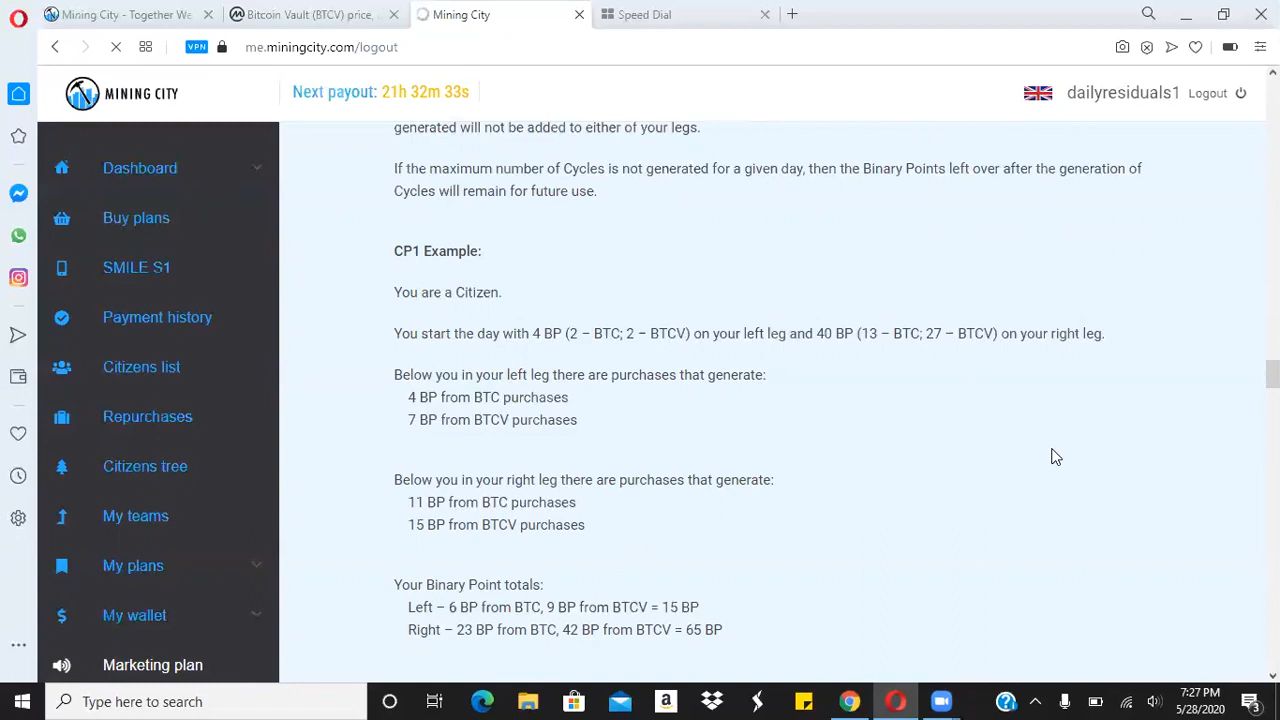 Mining City - Together We
Bitcoin Vault (BTCV) price,
Mining City
Speed Dial
VPN
me.miningcity.com/logout
MINING CITY
Next payout: 21h 32m 33s
dailyresiduals1 Logout
Dashboard
Buy plans
SMILE S1
Payment history
Citizens list
Repurchases
Citizens tree
My teams
My plans
My wallet
Marketing plan
generated will not be added to either of your legs.
If the maximum number of Cycles is not generated for a given day, then the Binary Points left over after the generation of
Cycles will remain for future use.
CP1 Example:
You are a Citizen.
You start the day with 4 BP (2 – BTC; 2 – BTCV) on your left leg and 40 BP (13 – BTC; 27 – BTCV) on your right leg.
Below you in your left leg there are purchases that generate:
4 BP from BTC purchases
7 BP from BTCV purchases
Below you in your right leg there are purchases that generate:
11 BP from BTC purchases
15 BP from BTCV purchases
Your Binary Point totals:
Left – 6 BP from BTC, 9 BP from BTCV = 15 BP
Right – 23 BP from BTC, 42 BP from BTCV = 65 BP
Type here to search
7:27 PM
5/28/2020
3